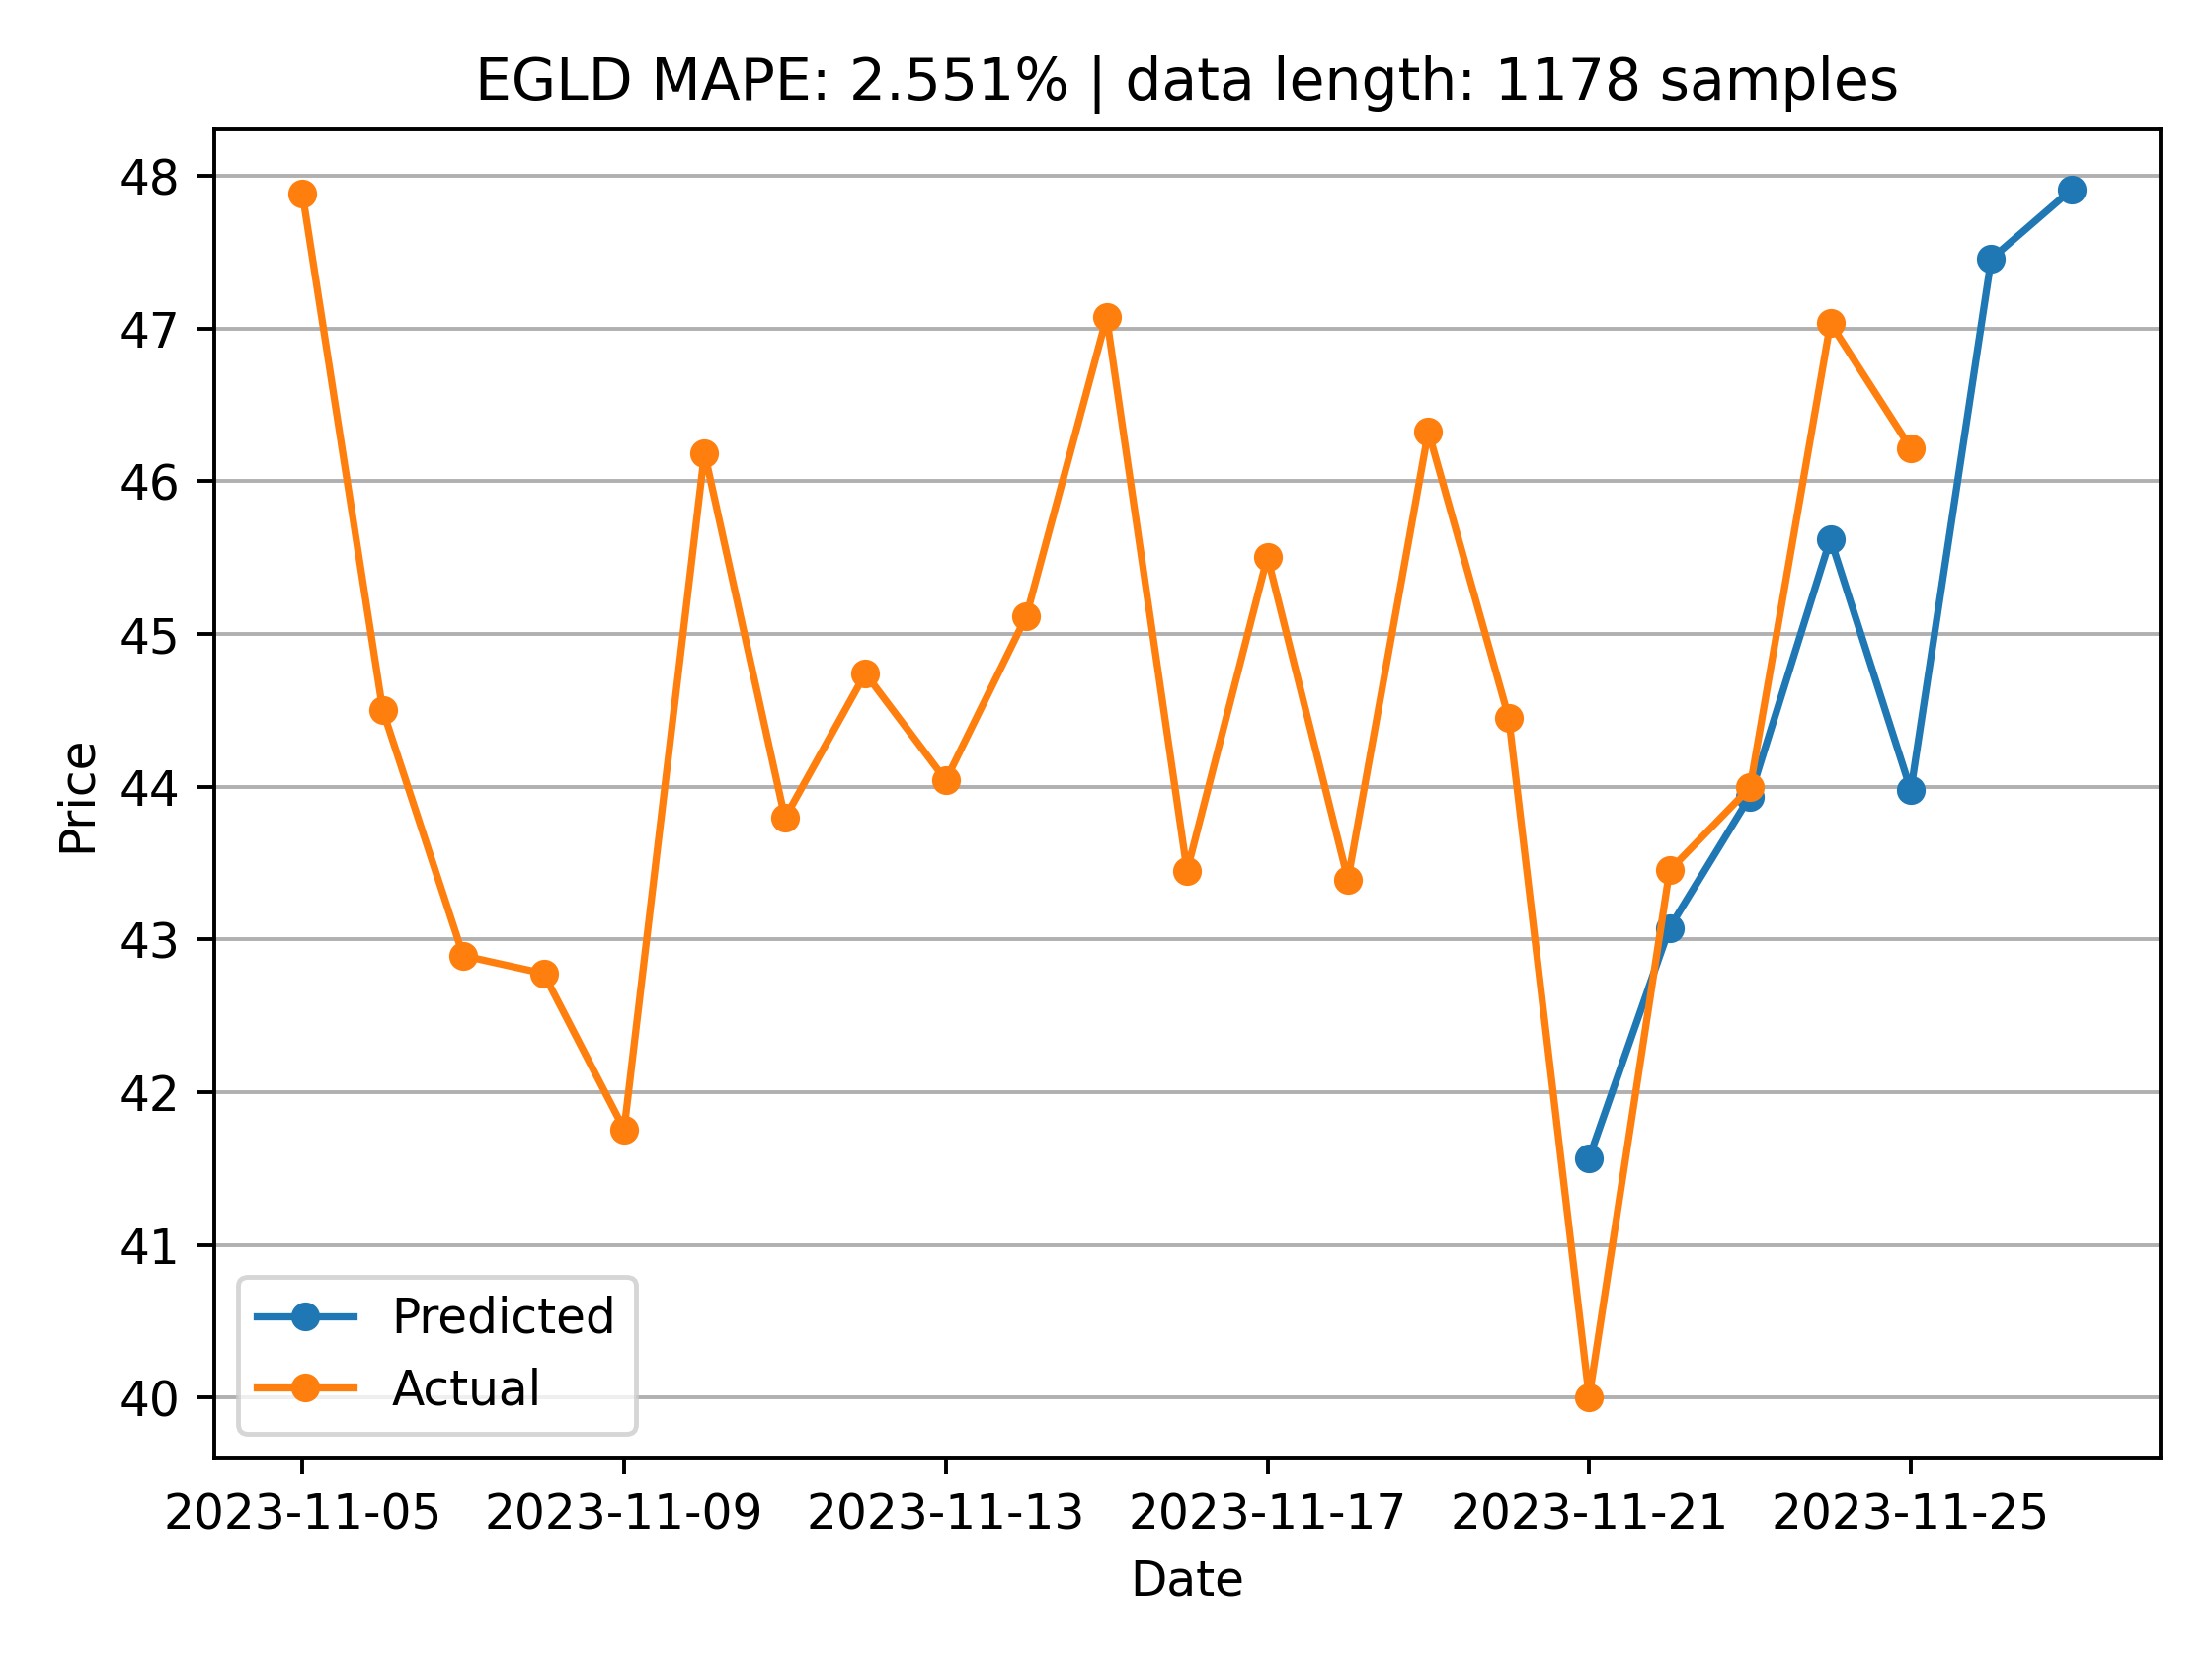 EGLD MAPE: 2.551% | data length: 1178 samples
48
47
46
45
44
43
42
41
40
Price
Predicted
Actual
2023-11-05 2023-11-09 2023-11-13 2023-11-17 2023-11-21 2023-11-25
Date